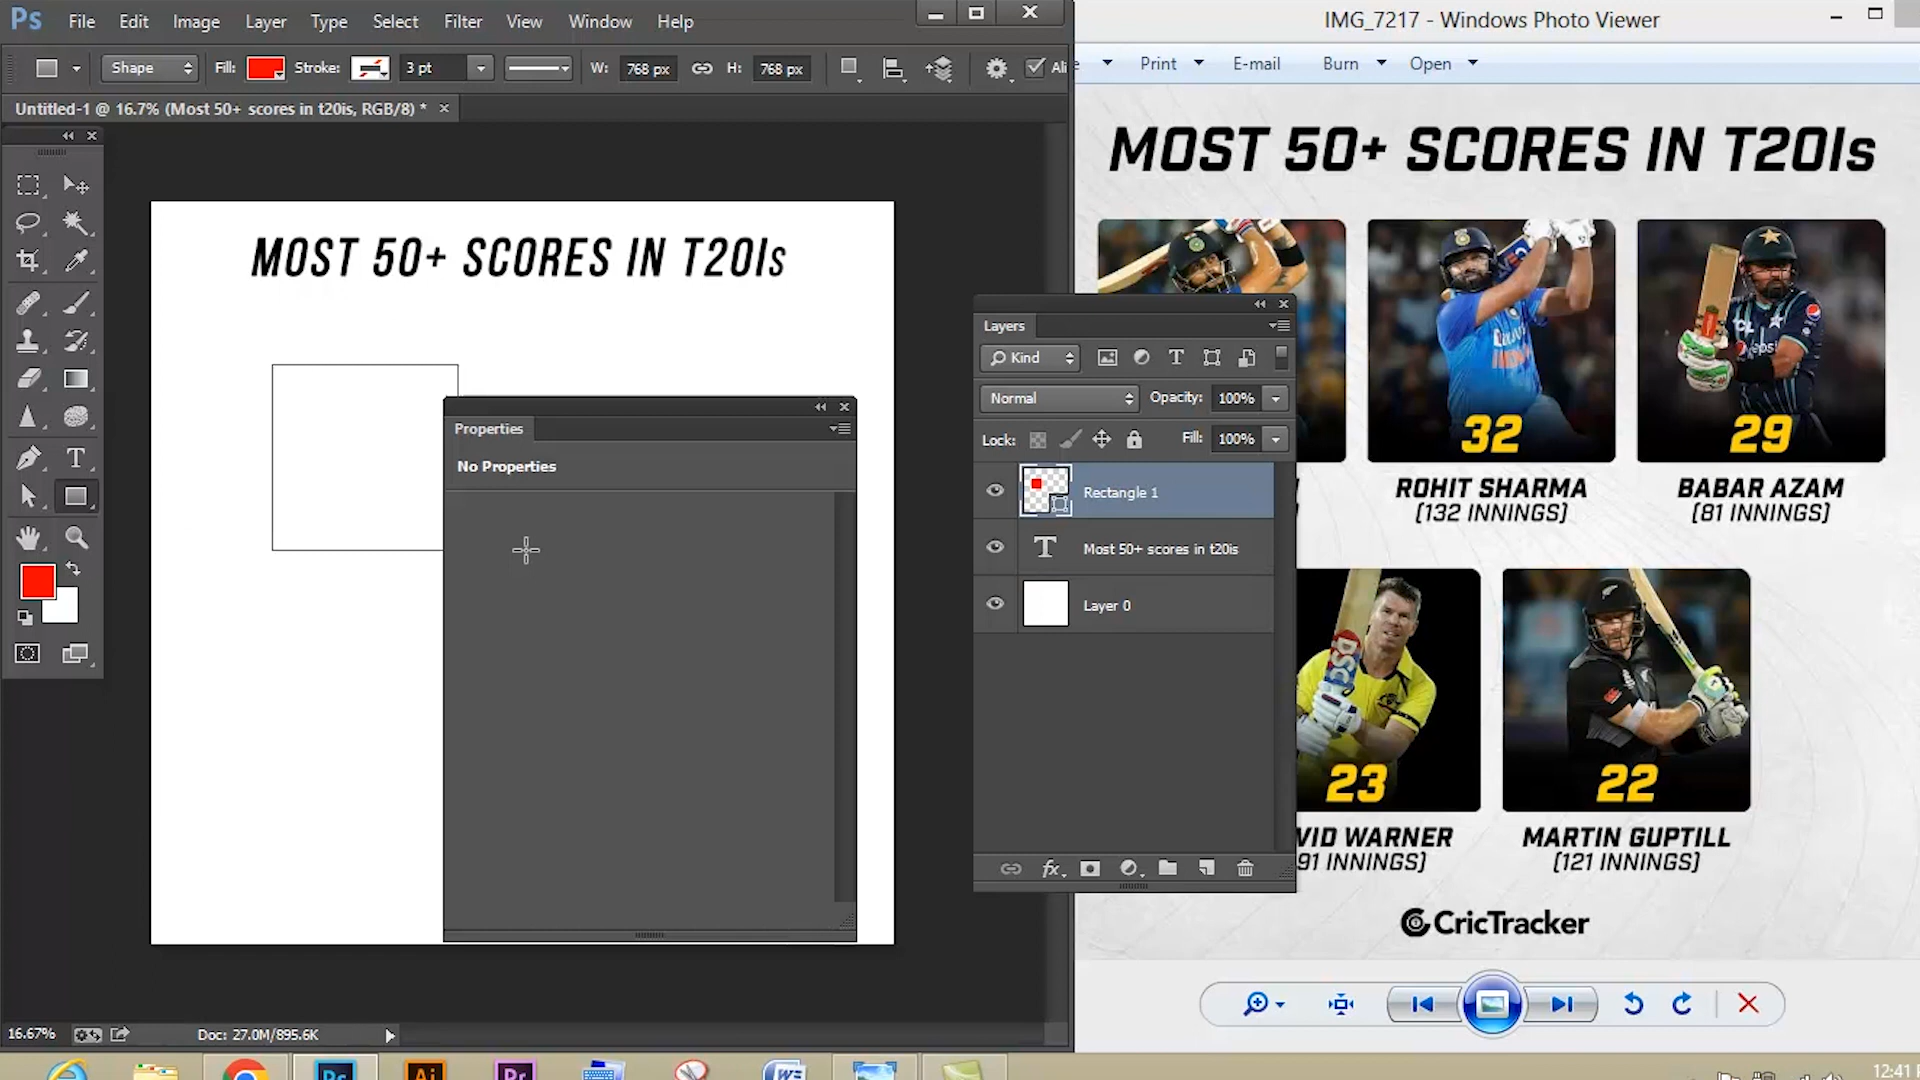 Ps File Edit Image Layer Type Select Filter View Window Help
Shape Fill: Stroke: 3 pt W: 768 px H: 768 px
Untitled-1 @ 16.7% (Most 50+ scores in t20is, RGB/8) * ×
MOST 50+ SCORES IN T20Is
Properties
No Properties
Layers
Kind
Normal Opacity: 100%
Lock: Fill: 100%
Rectangle 1
T Most 50+ scores in t20is
Layer 0
fx
16.67% Doc: 27.0M/895.6K
IMG_7217 - Windows Photo Viewer
Print E-mail Burn Open
MOST 50+ SCORES IN T20Is
32
29
ROHIT SHARMA
(132 INNINGS)
BABAR AZAM
(81 INNINGS)
23
22
VID WARNER
91 INNINGS)
MARTIN GUPTILL
(121 INNINGS)
CricTracker
Ps Ai Pr
12:41